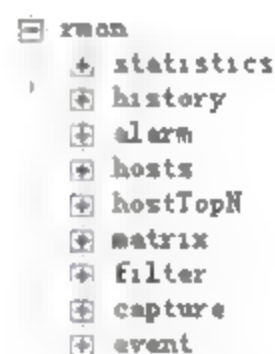 rmon
statistics
history
alarm
hosts
hostTopN
matrix
filter
capture
event